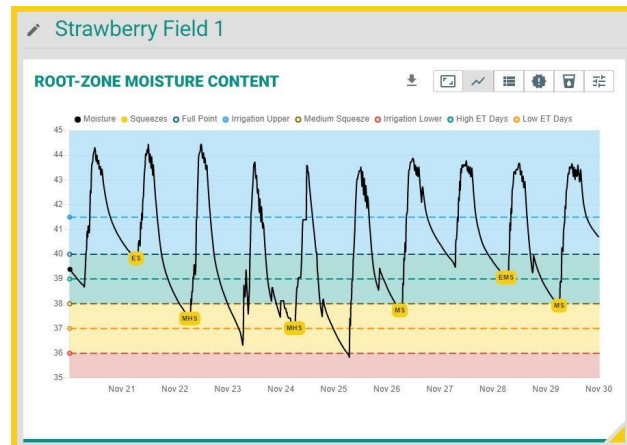 Strawberry Field 1
ROOT-ZONE MOISTURE CONTENT
Moisture Squeezes Full Point Irrigation Upper Medium Squeeze Irrigation Lower High ET Days Low ET Days
45
44
43
42
41
40
39
38
37
36
35
ES
MHS
MHS
MS
EMS
MS
Nov 21 Nov 22 Nov 23 Nov 24 Nov 25 Nov 26 Nov 27 Nov 28 Nov 29 Nov 30